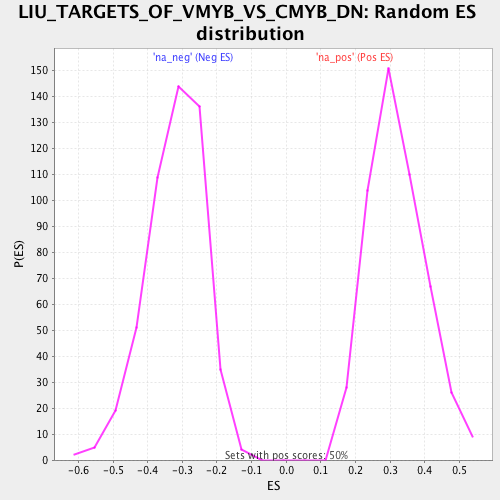 LIU_TARGETS_OF_VMYB_VS_CMYB_DN: Random ES
distribution
'na_neg' (Neg ES) 'na_pos' (Pos ES)
150
140
130
120
110
100
90
80
70
60
50
40
30
20
10
0
P(ES)
Sets with pos scores: 50%
-0.6 -0.5 -0.4 -0.3 -0.2 -0.1 0.0 0.1 0.2 0.3 0.4 0.5
ES